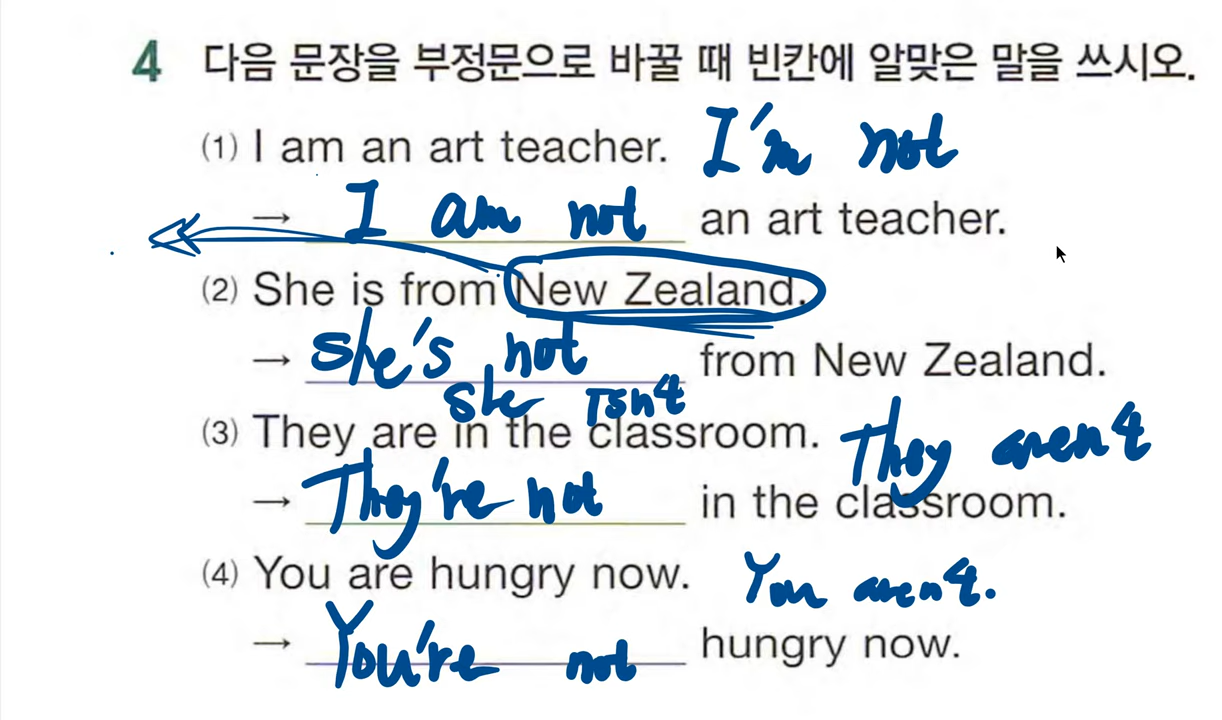 4 다음 문장을 부정문으로 바꿀 때 빈칸에 알맞은 말을 쓰시오.
(1) I am an art teacher. I'm not
→ I am not an art teacher.
(2) She is from New Zealand.
→ she's not from New Zealand.
she isn't
(3) They are in the classroom. They aren't
→ They're not in the classroom.
(4) You are hungry now. You aren't.
→ You're not hungry now.